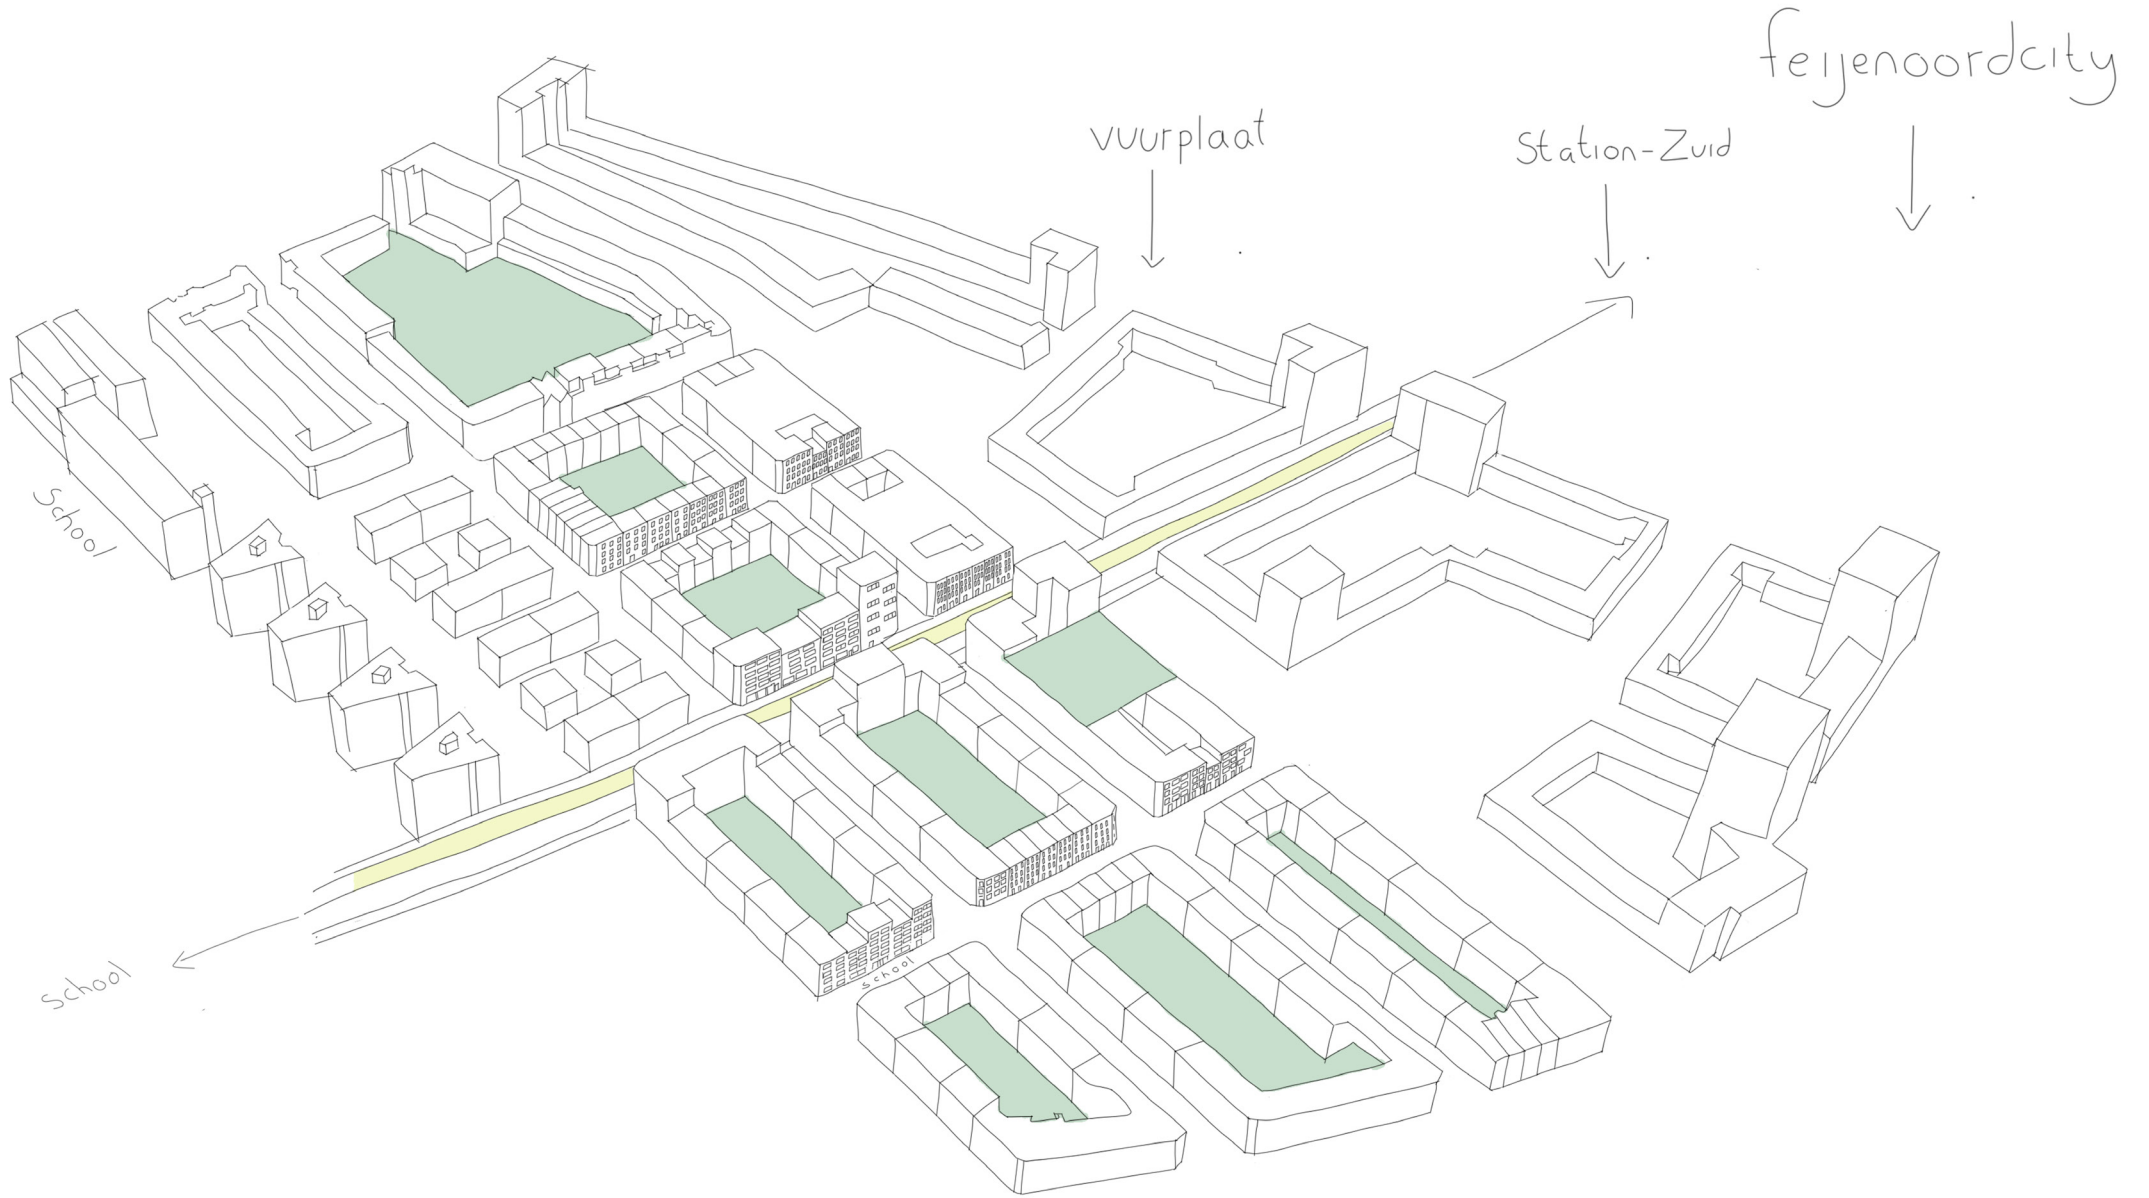 feijenoordcity
vuurplaat
Station-Zuid
School
school
school